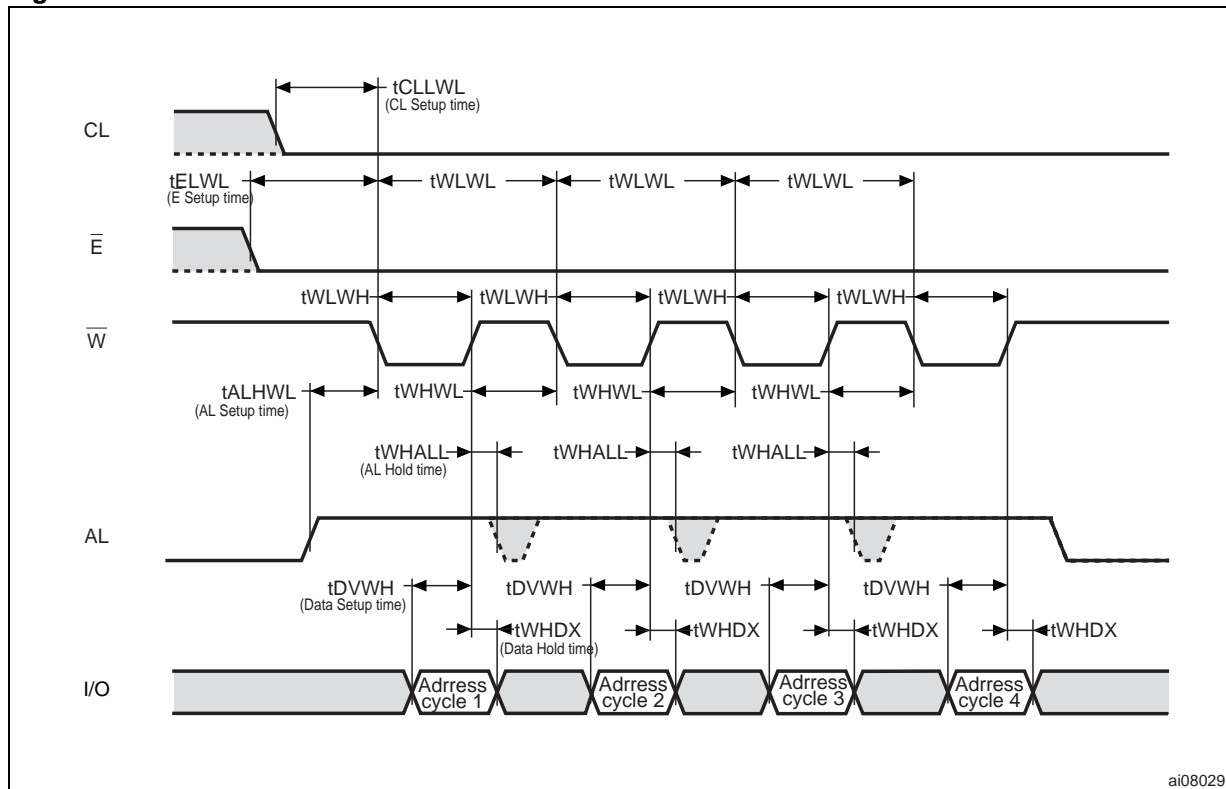 tCLLWL
(CL Setup time)
CL
tELWL
(E Setup time)
tWLWL tWLWL tWLWL
E
tWLWH tWLWH tWLWH tWLWH
W
tALHWL
(AL Setup time)
tWHWL tWHWL tWHWL
tWHALL
(AL Hold time)
tWHALL tWHALL
AL
tDVWH
(Data Setup time)
tDVWH tDVWH tDVWH
tWHDX
(Data Hold time)
tWHDX tWHDX tWHDX
I/O
Adrress
cycle 1
Adrress
cycle 2
Adrress
cycle 3
Adrress
cycle 4
ai08029